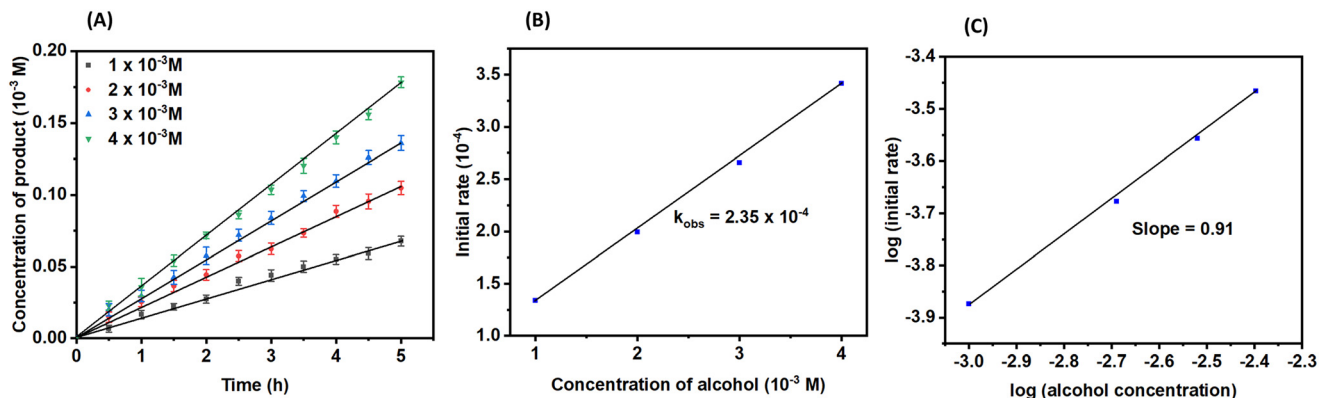 (A)
Concentration of product (10⁻³ M)
0.20
0.15
0.10
0.05
0.00
1 x 10⁻³M
2 x 10⁻³M
3 x 10⁻³M
4 x 10⁻³M
0 1 2 3 4 5
Time (h)
(B)
Initial rate (10⁻⁴)
3.5
3.0
2.5
2.0
1.5
1.0
k_obs = 2.35 x 10⁻⁴
1 2 3 4
Concentration of alcohol (10⁻³ M)
(C)
log (initial rate)
-3.4
-3.5
-3.6
-3.7
-3.8
-3.9
Slope = 0.91
-3.0 -2.9 -2.8 -2.7 -2.6 -2.5 -2.4 -2.3
log (alcohol concentration)